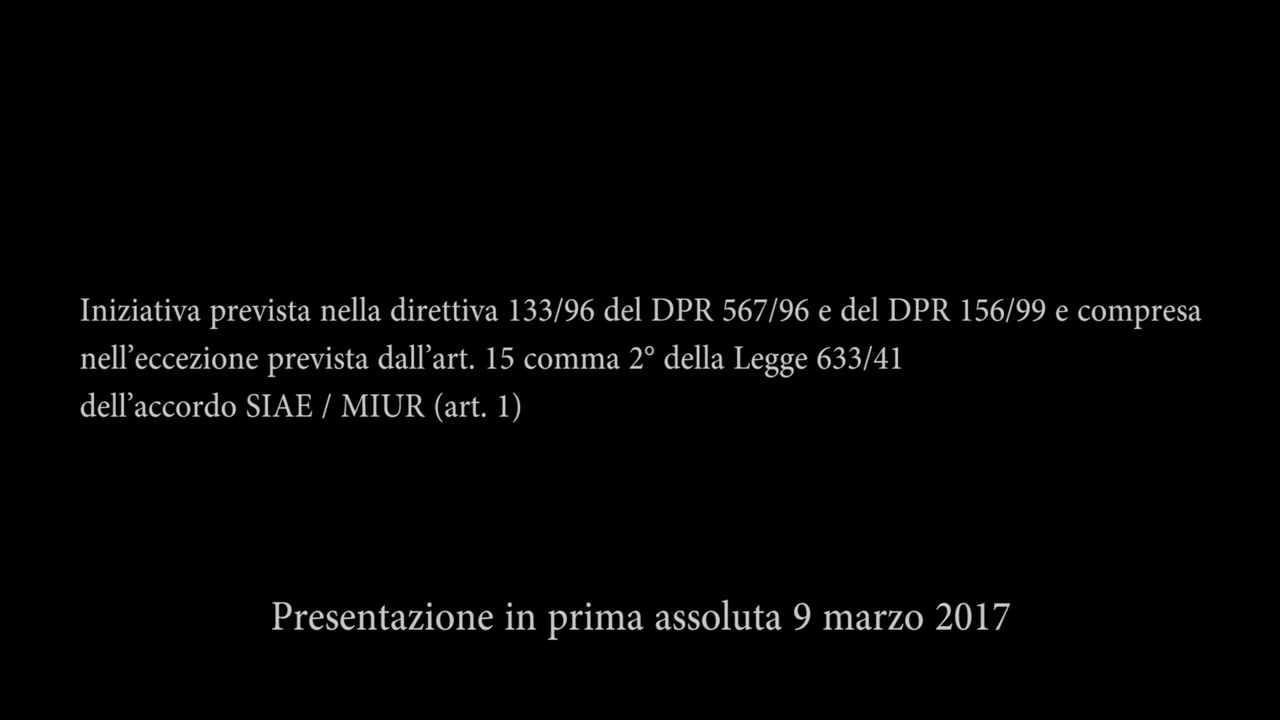 Iniziativa prevista nella direttiva 133/96 del DPR 567/96 e del DPR 156/99 e compresa
nell’eccezione prevista dall’art. 15 comma 2° della Legge 633/41
dell’accordo SIAE / MIUR (art. 1)
Presentazione in prima assoluta 9 marzo 2017